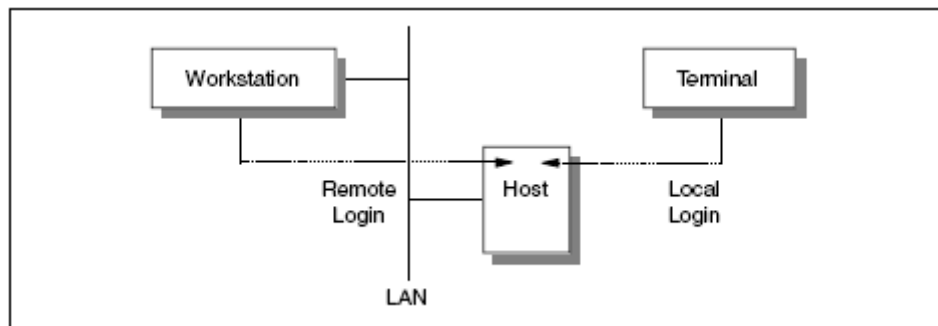 Workstation
Terminal
Host
Remote
Login
Local
Login
LAN